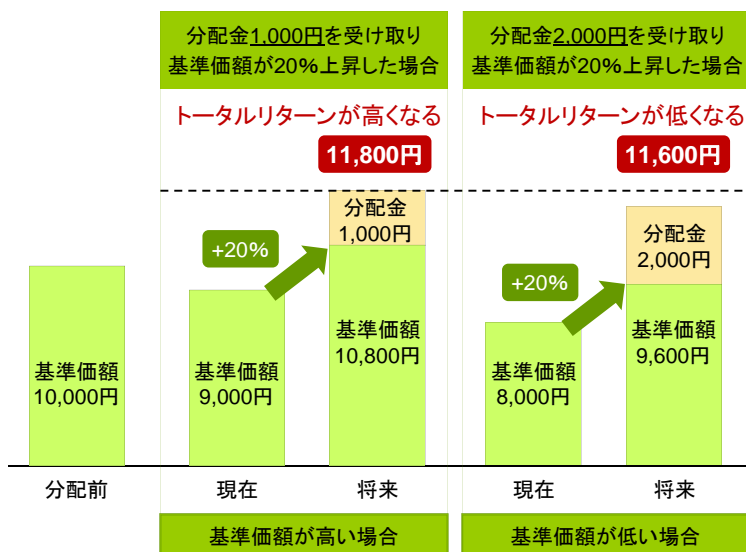 分配金1,000円を受け取り
基準価額が20%上昇した場合
トータルリターンが高くなる
11,800円
分配金
1,000円
+20%
基準価額
10,800円
基準価額
9,000円
基準価額
10,000円
分配前
現在
将来
基準価額が高い場合
分配金2,000円を受け取り
基準価額が20%上昇した場合
トータルリターンが低くなる
11,600円
分配金
2,000円
+20%
基準価額
9,600円
基準価額
8,000円
現在
将来
基準価額が低い場合